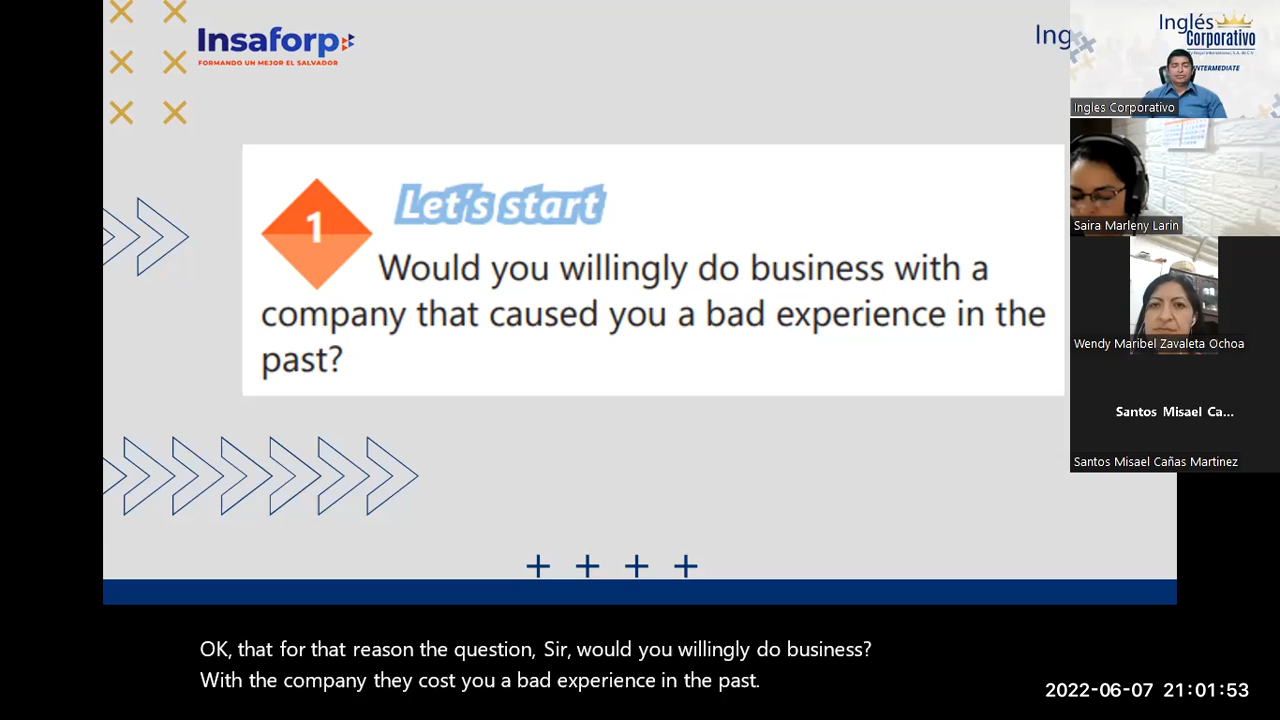 Insaforp
FORMANDO UN MEJOR EL SALVADOR
Ing
Inglés
Corporativo
INTERMEDIATE
Ingles Corporativo
Saira Marleny Larin
Wendy Maribel Zavaleta Ochoa
Santos Misael Ca...
Santos Misael Cañas Martinez
1
Let's start
Would you willingly do business with a
company that caused you a bad experience in the
past?
OK, that for that reason the question, Sir, would you willingly do business?
With the company they cost you a bad experience in the past.
2022-06-07 21:01:53